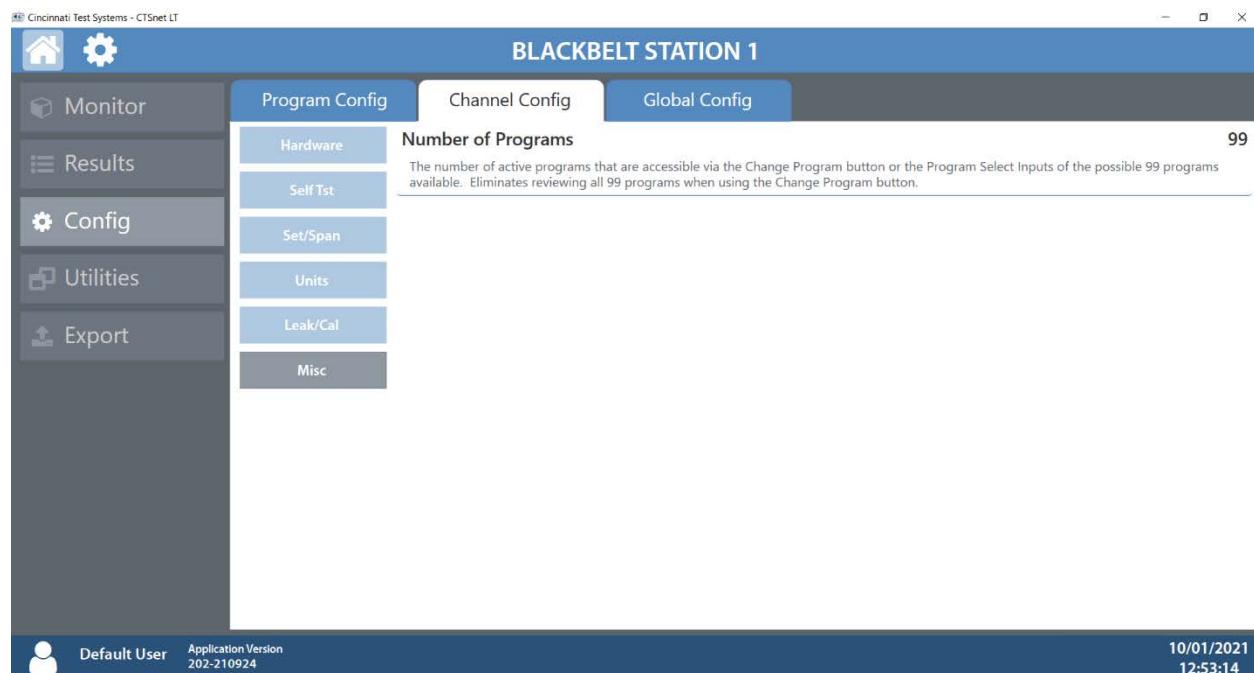 Cincinnati Test Systems - CTSnet LT
BLACKBELT STATION 1
Monitor
Results
Config
Utilities
Export
Program Config
Channel Config
Global Config
Hardware
Self Tst
Set/Span
Units
Leak/Cal
Misc
Number of Programs
99
The number of active programs that are accessible via the Change Program button or the Program Select Inputs of the possible 99 programs
available. Eliminates reviewing all 99 programs when using the Change Program button.
Default User
Application Version
202-210924
10/01/2021
12:53:14